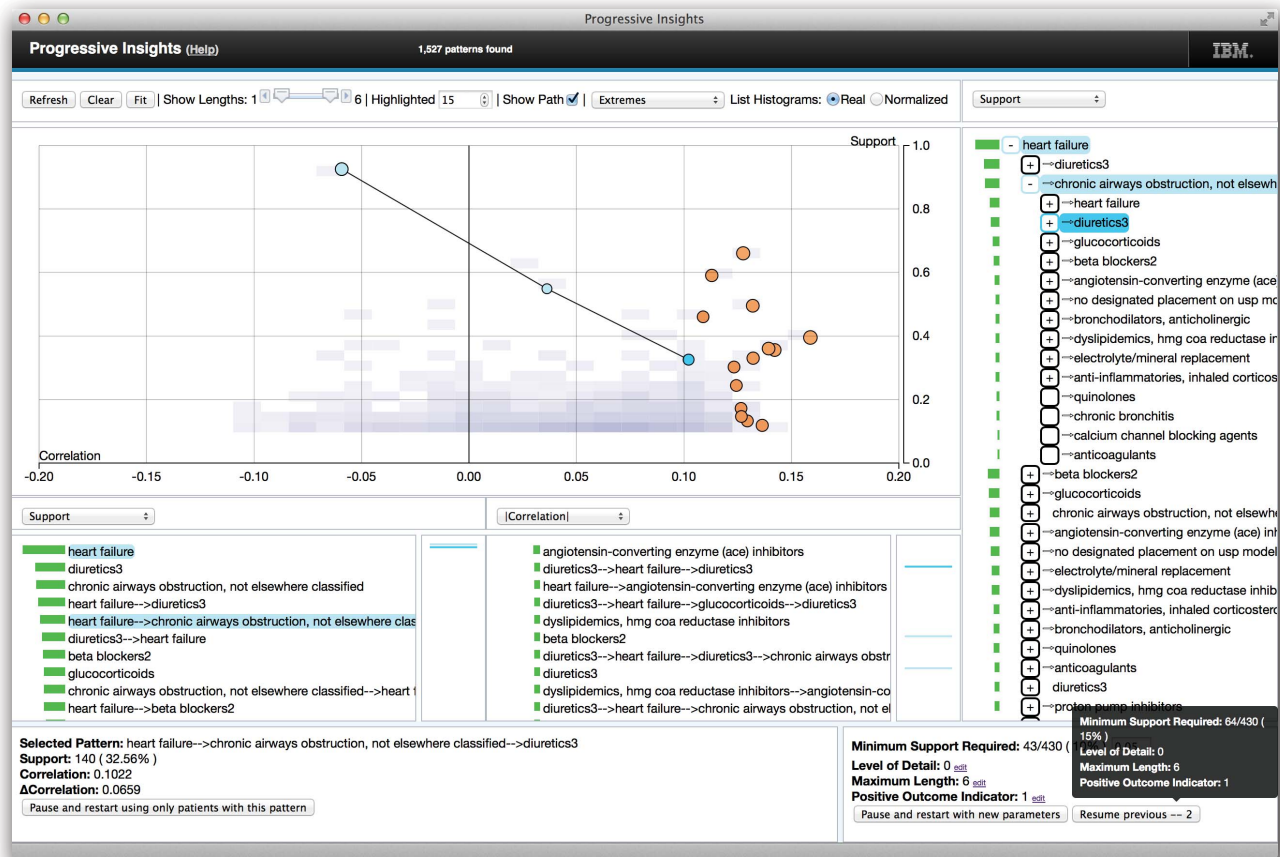 Progressive Insights
Progressive Insights (Help)
1,527 patterns found
IBM.
Refresh Clear Fit | Show Lengths: 1 6 | Highlighted 15 | Show Path | Extremes List Histograms: Real Normalized
Support
Support
1.0
0.8
0.6
0.4
0.2
0.0
Correlation
-0.20 -0.15 -0.10 -0.05 0.00 0.05 0.10 0.15 0.20
- heart failure
+ →diuretics3
- →chronic airways obstruction, not elsewh
+ →heart failure
+ →diuretics3
+ →glucocorticoids
+ →beta blockers2
+ →angiotensin-converting enzyme (ace
+ →no designated placement on usp mo
+ →bronchodilators, anticholinergic
+ →dyslipidemics, hmg coa reductase in
+ →electrolyte/mineral replacement
+ →anti-inflammatories, inhaled corticos
→quinolones
→chronic bronchitis
→calcium channel blocking agents
→anticoagulants
+ →beta blockers2
+ →glucocorticoids
+ chronic airways obstruction, not elsewhe
+ →angiotensin-converting enzyme (ace) inh
+ →no designated placement on usp model
+ →electrolyte/mineral replacement
+ →dyslipidemics, hmg coa reductase inhib
+ →anti-inflammatories, inhaled corticostero
+ →bronchodilators, anticholinergic
+ →quinolones
+ →anticoagulants
+ diuretics3
+ →proton pump inhibitors
Support
heart failure
diuretics3
chronic airways obstruction, not elsewhere classified
heart failure-->diuretics3
heart failure-->chronic airways obstruction, not elsewhere clas
diuretics3-->heart failure
beta blockers2
glucocorticoids
chronic airways obstruction, not elsewhere classified-->heart f
heart failure-->beta blockers2
|Correlation|
angiotensin-converting enzyme (ace) inhibitors
diuretics3-->heart failure-->diuretics3
heart failure-->angiotensin-converting enzyme (ace) inhibitors
diuretics3-->heart failure-->glucocorticoids-->diuretics3
dyslipidemics, hmg coa reductase inhibitors
beta blockers2
diuretics3-->heart failure-->diuretics3-->chronic airways obstr
diuretics3
dyslipidemics, hmg coa reductase inhibitors-->angiotensin-co
diuretics3-->heart failure-->chronic airways obstruction, not el
Selected Pattern: heart failure-->chronic airways obstruction, not elsewhere classified-->diuretics3
Support: 140 ( 32.56% )
Correlation: 0.1022
ΔCorrelation: 0.0659
Pause and restart using only patients with this pattern
Minimum Support Required: 43/430 (
Level of Detail: 0 edit
Maximum Length: 6 edit
Positive Outcome Indicator: 1 edit
Pause and restart with new parameters Resume previous -- 2
Minimum Support Required: 64/430 (
15% )
Level of Detail: 0
Maximum Length: 6
Positive Outcome Indicator: 1